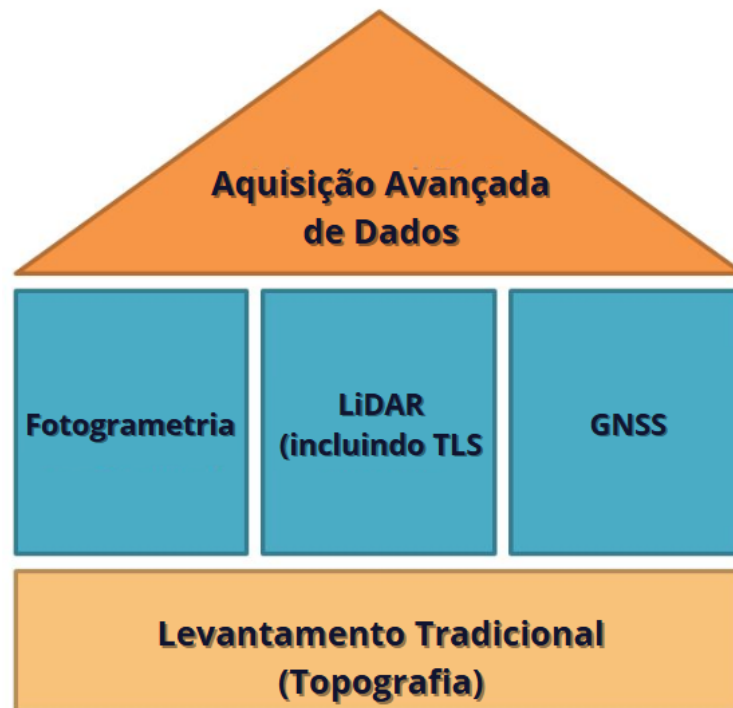 Aquisição Avançada
de Dados
Fotogrametria
LiDAR
(incluindo TLS
GNSS
Levantamento Tradicional
(Topografia)